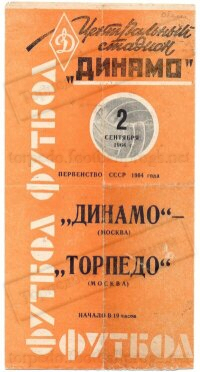 Центральный
стадион
„ДИНАМО"
2
СЕНТЯБРЯ
1964 г.
ПЕРВЕНСТВО СССР 1964 года
„ДИНАМО"—
(МОСКВА)
„ТОРПЕДО"
(МОСКВА)
НАЧАЛО В 19 часов
ФУТБОЛ
ФУТБОЛ
ФУТБОЛ